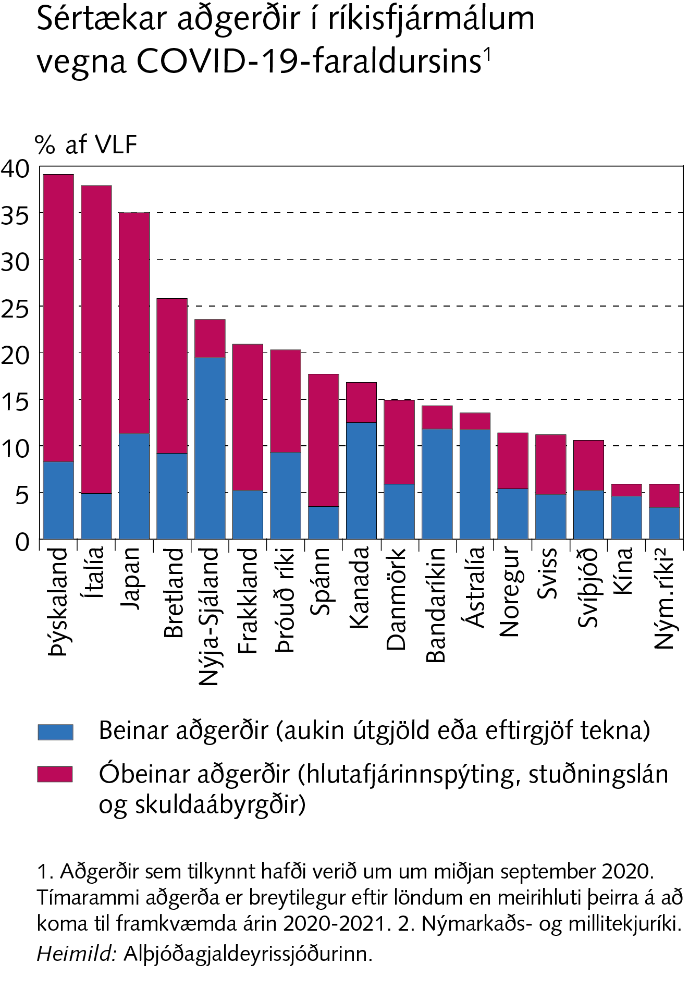 Sértækar aðgerðir í ríkisfjármálum
vegna COVID-19-faraldursins¹
% af VLF
40
35
30
25
20
15
10
5
0
Þýskaland
Ítalía
Japan
Bretland
Nýja-Sjáland
Frakkland
Þróuð ríki
Spánn
Kanada
Danmörk
Bandaríkin
Ástralía
Noregur
Sviss
Svíþjóð
Kína
Ným.ríki²
Beinar aðgerðir (aukin útgjöld eða eftirgjöf tekna)
Óbeinar aðgerðir (hlutafjárinnspýting, stuðningslán
og skuldaábyrgðir)
1. Aðgerðir sem tilkynnt hafði verið um um miðjan september 2020.
Tímarammi aðgerða er breytilegur eftir löndum en meirihluti þeirra á að
koma til framkvæmda árin 2020-2021. 2. Nýmarkaðs- og millitekjuríki.
Heimild: Alþjóðagjaldeyrissjóðurinn.